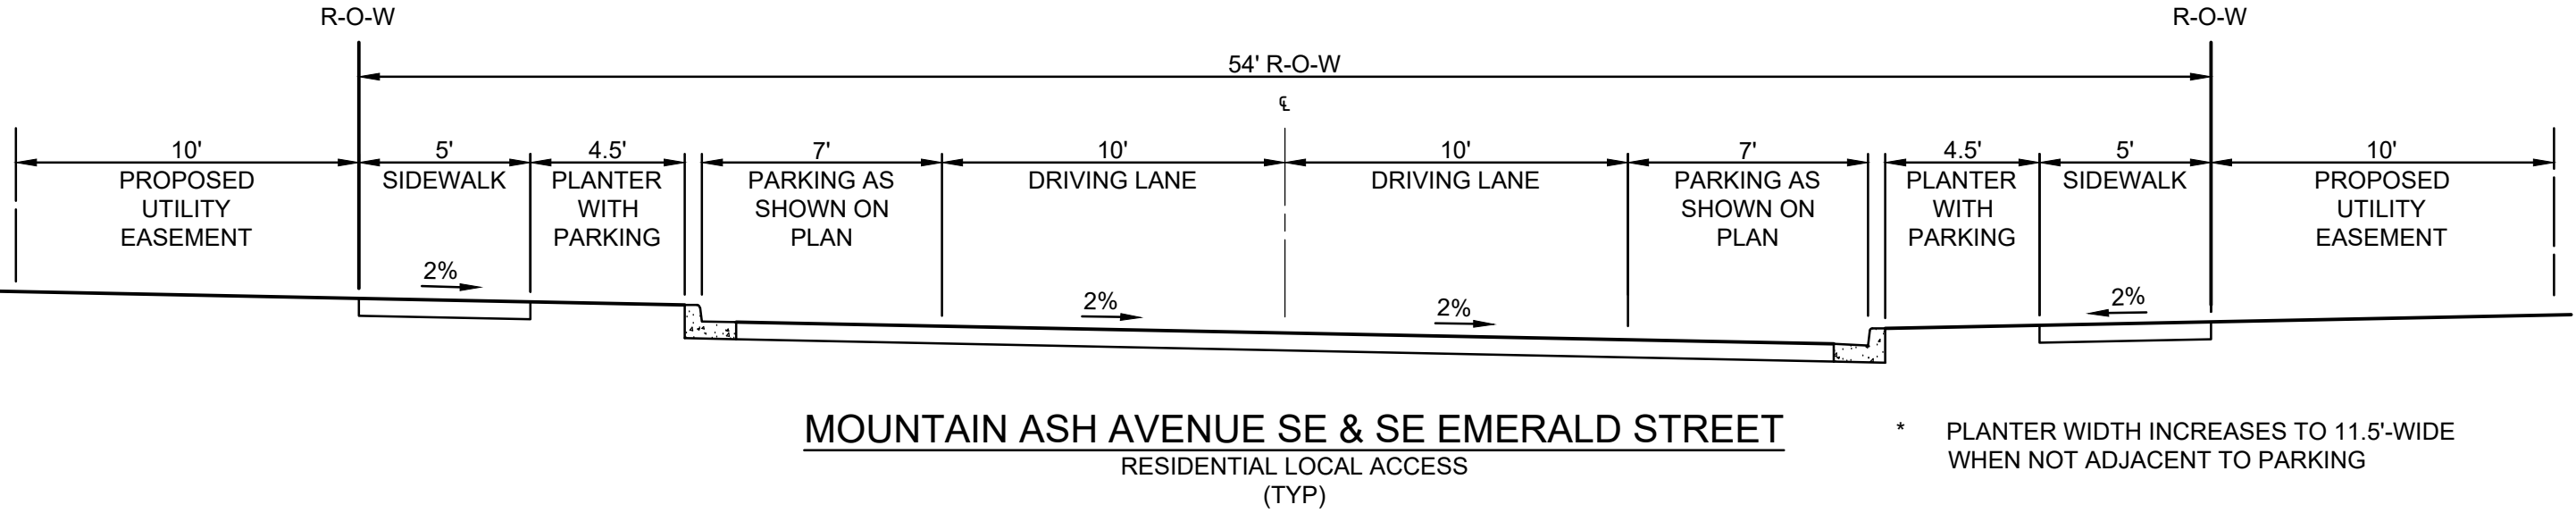 R-O-W
R-O-W
54' R-O-W
℄
10'
5'
4.5'
7'
10'
10'
7'
4.5'
5'
10'
PROPOSED
UTILITY
EASEMENT
SIDEWALK
PLANTER
WITH
PARKING
PARKING AS
SHOWN ON
PLAN
DRIVING LANE
DRIVING LANE
PARKING AS
SHOWN ON
PLAN
PLANTER
WITH
PARKING
SIDEWALK
PROPOSED
UTILITY
EASEMENT
2%
2%
2%
2%
MOUNTAIN ASH AVENUE SE & SE EMERALD STREET
RESIDENTIAL LOCAL ACCESS
(TYP)
* PLANTER WIDTH INCREASES TO 11.5'-WIDE
WHEN NOT ADJACENT TO PARKING